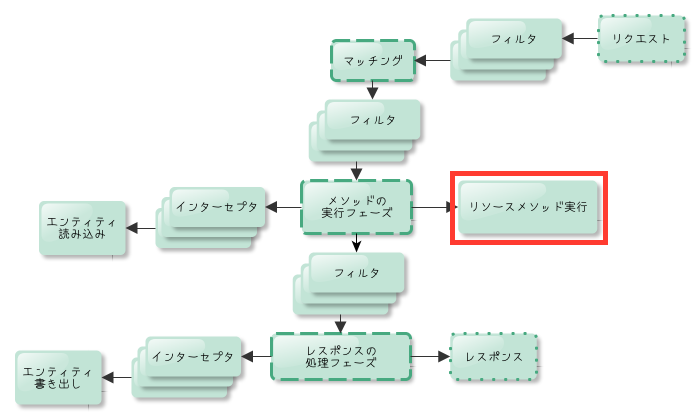 リクエスト
フィルタ
マッチング
フィルタ
メソッドの
実行フェーズ
リソースメソッド実行
インターセプタ
エンティティ
読み込み
フィルタ
レスポンスの
処理フェーズ
レスポンス
インターセプタ
エンティティ
書き出し